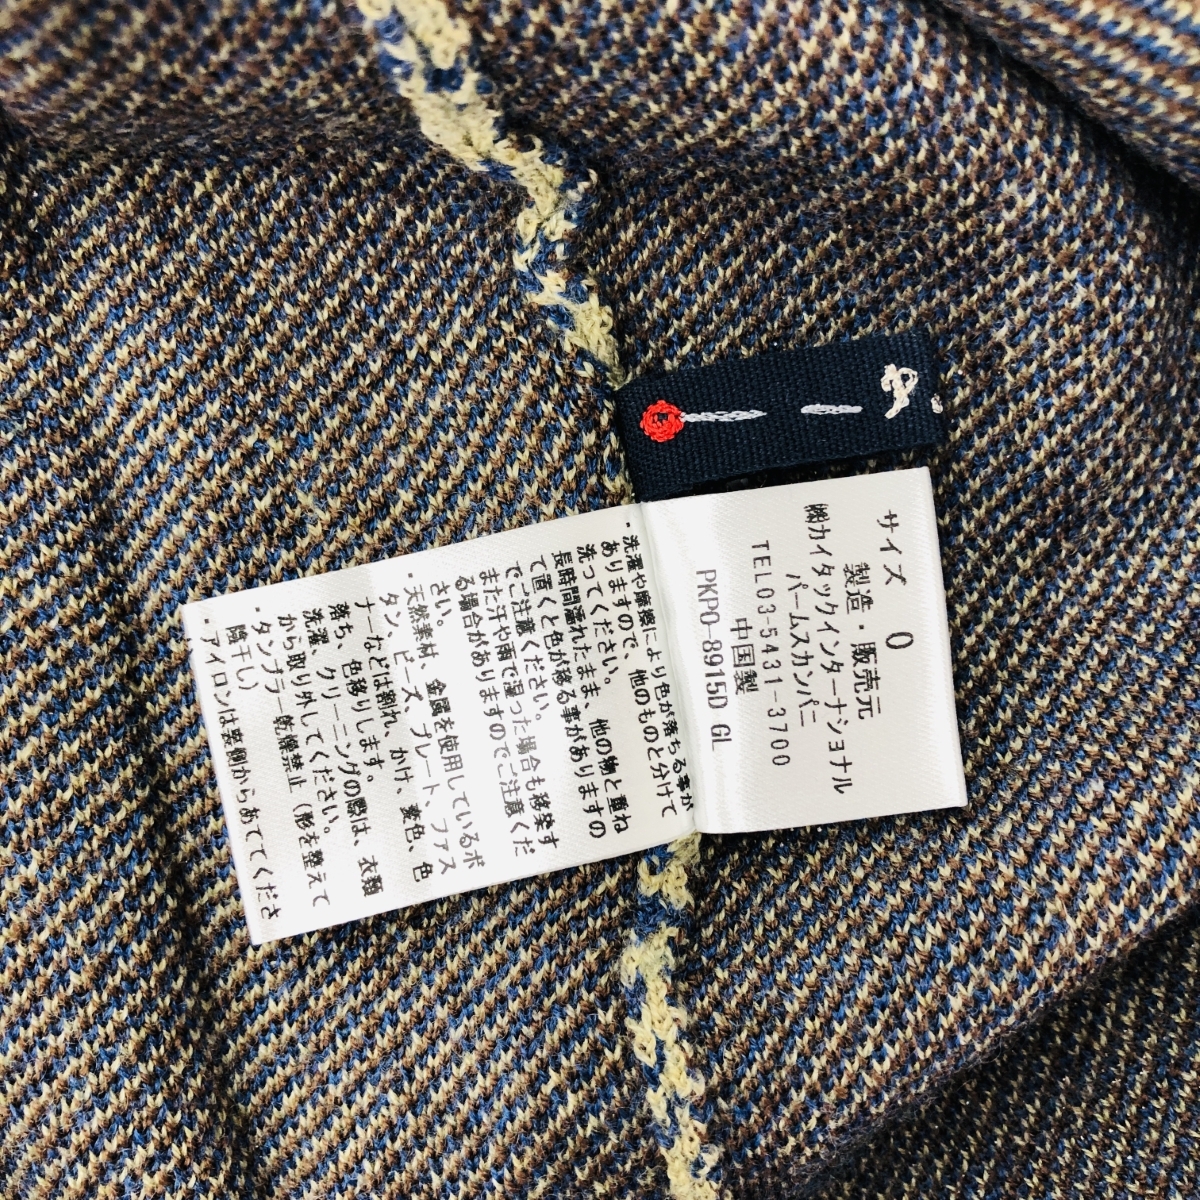 サイズ 0
製造・販売元
㈱カイタックインターナショナル
パームスカンパニ
TEL03-5431-3700
中国製
PKPO-8915D GL
・洗濯や摩擦により色が落ちる事が
ありますので、他のものと分けて
洗ってください。
長時間濡れたまま、他の物と重ね
て置くと色が移る事がありますの
でご注意ください。
また汗や雨で湿った場合も移染す
る場合がありますのでご注意くだ
さい。
・天然素材、金属を使用しているボ
タン、ビーズ、プレート、ファス
ナーなどは割れ、かけ、変色、色
落ち、色移りします。
洗濯、クリーニングの際は、衣類
から取り外してください。
・タンブラー乾燥禁止（形を整えて
陰干し）
・アイロンは裏側からあててくださ